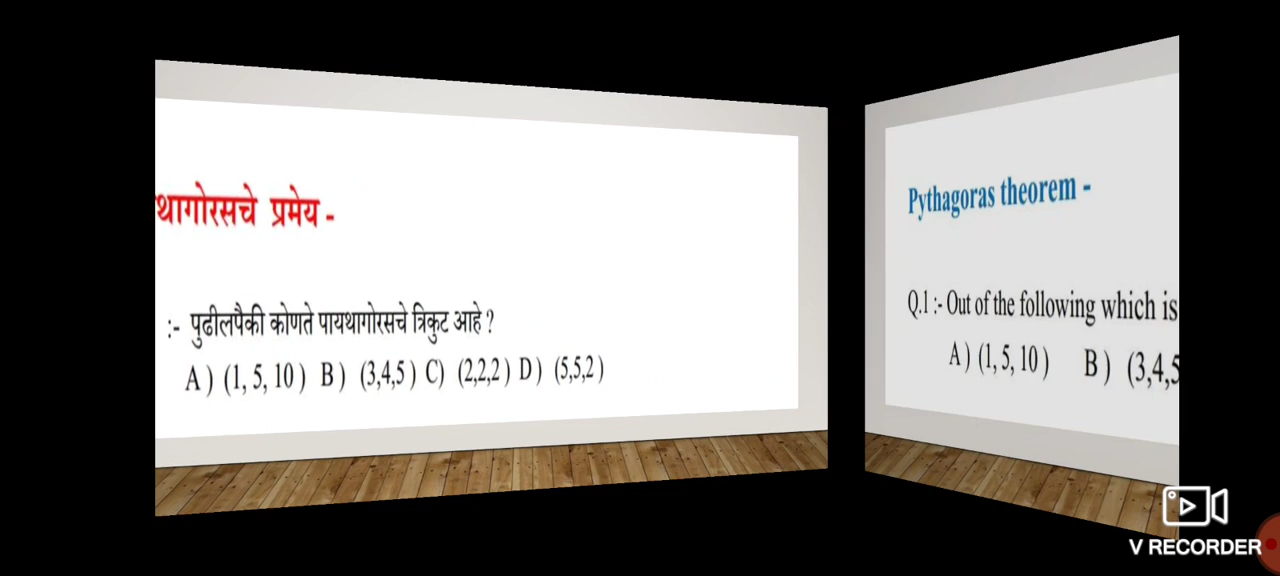 थागोरसचे प्रमेय -
:- पुढीलपैकी कोणते पायथागोरसचे त्रिकुट आहे ?
A ) (1, 5, 10 ) B ) (3,4,5 ) C) (2,2,2 ) D ) (5,5,2 )
Pythagoras theorem -
Q.1 :- Out of the following which is
A ) (1, 5, 10 ) B ) (3,4,5
V RECORDER